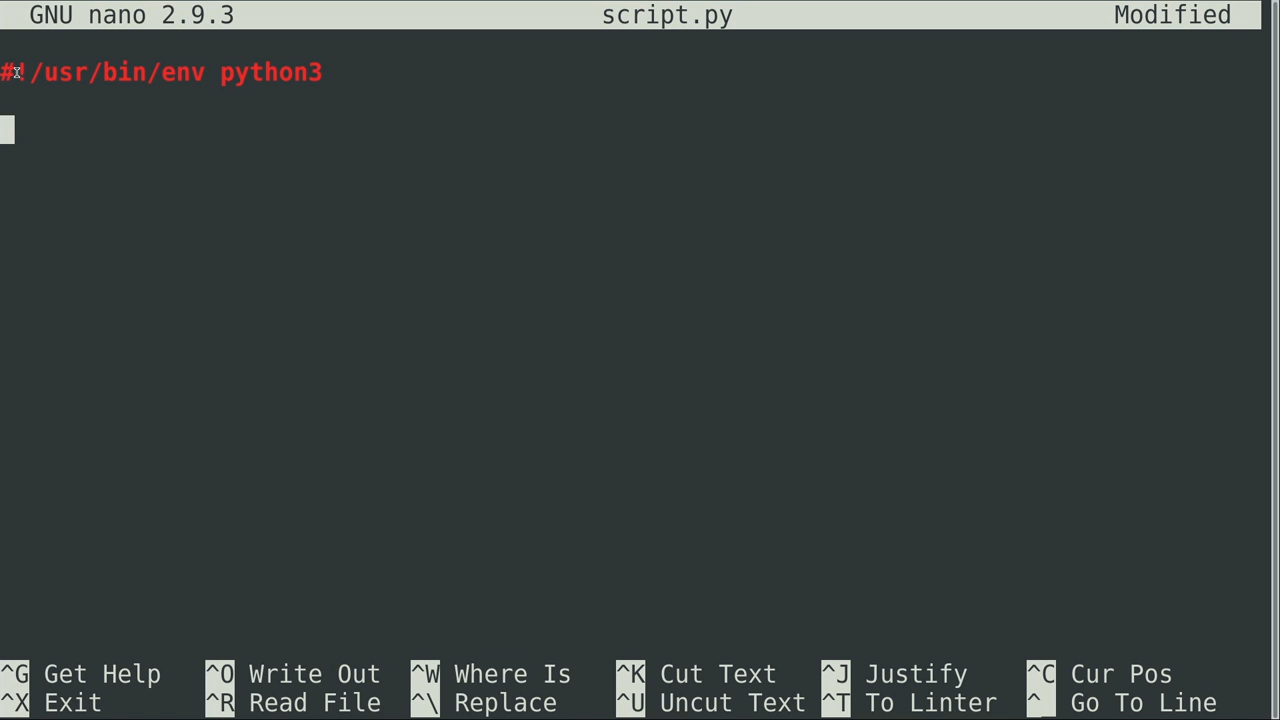 GNU nano 2.9.3 script.py Modified
#!/usr/bin/env python3
^G Get Help ^O Write Out ^W Where Is ^K Cut Text ^J Justify ^C Cur Pos
^X Exit ^R Read File ^\ Replace ^U Uncut Text ^T To Linter ^_ Go To Line